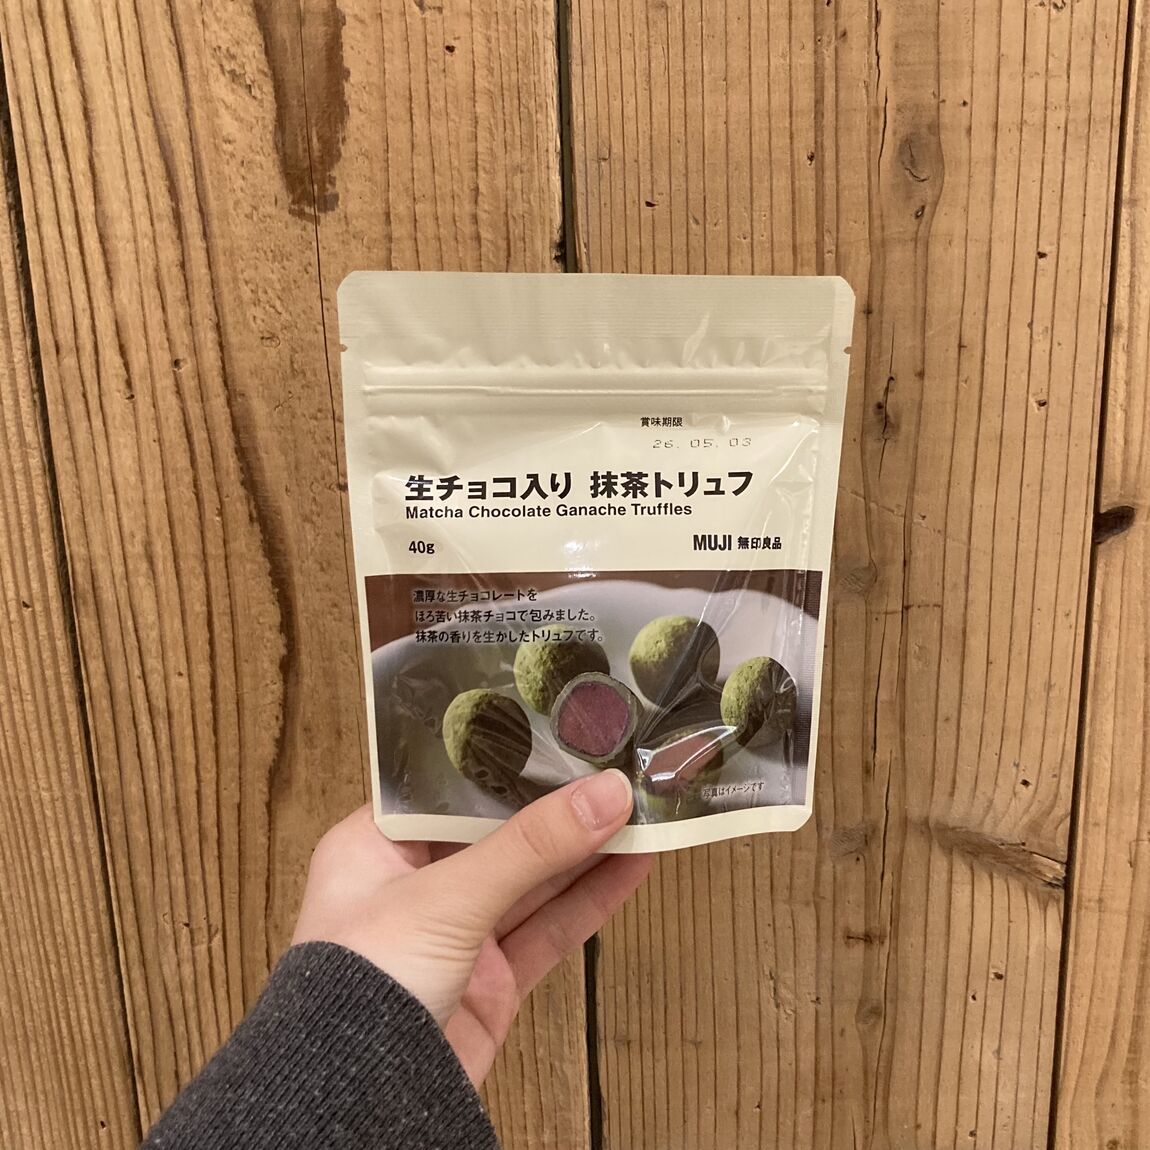 賞味期限
26. 05. 03
生チョコ入り 抹茶トリュフ
Matcha Chocolate Ganache Truffles
40g
MUJI 無印良品
濃厚な生チョコレートを
ほろ苦い抹茶チョコで包みました。
抹茶の香りを生かしたトリュフです。
写真はイメージです